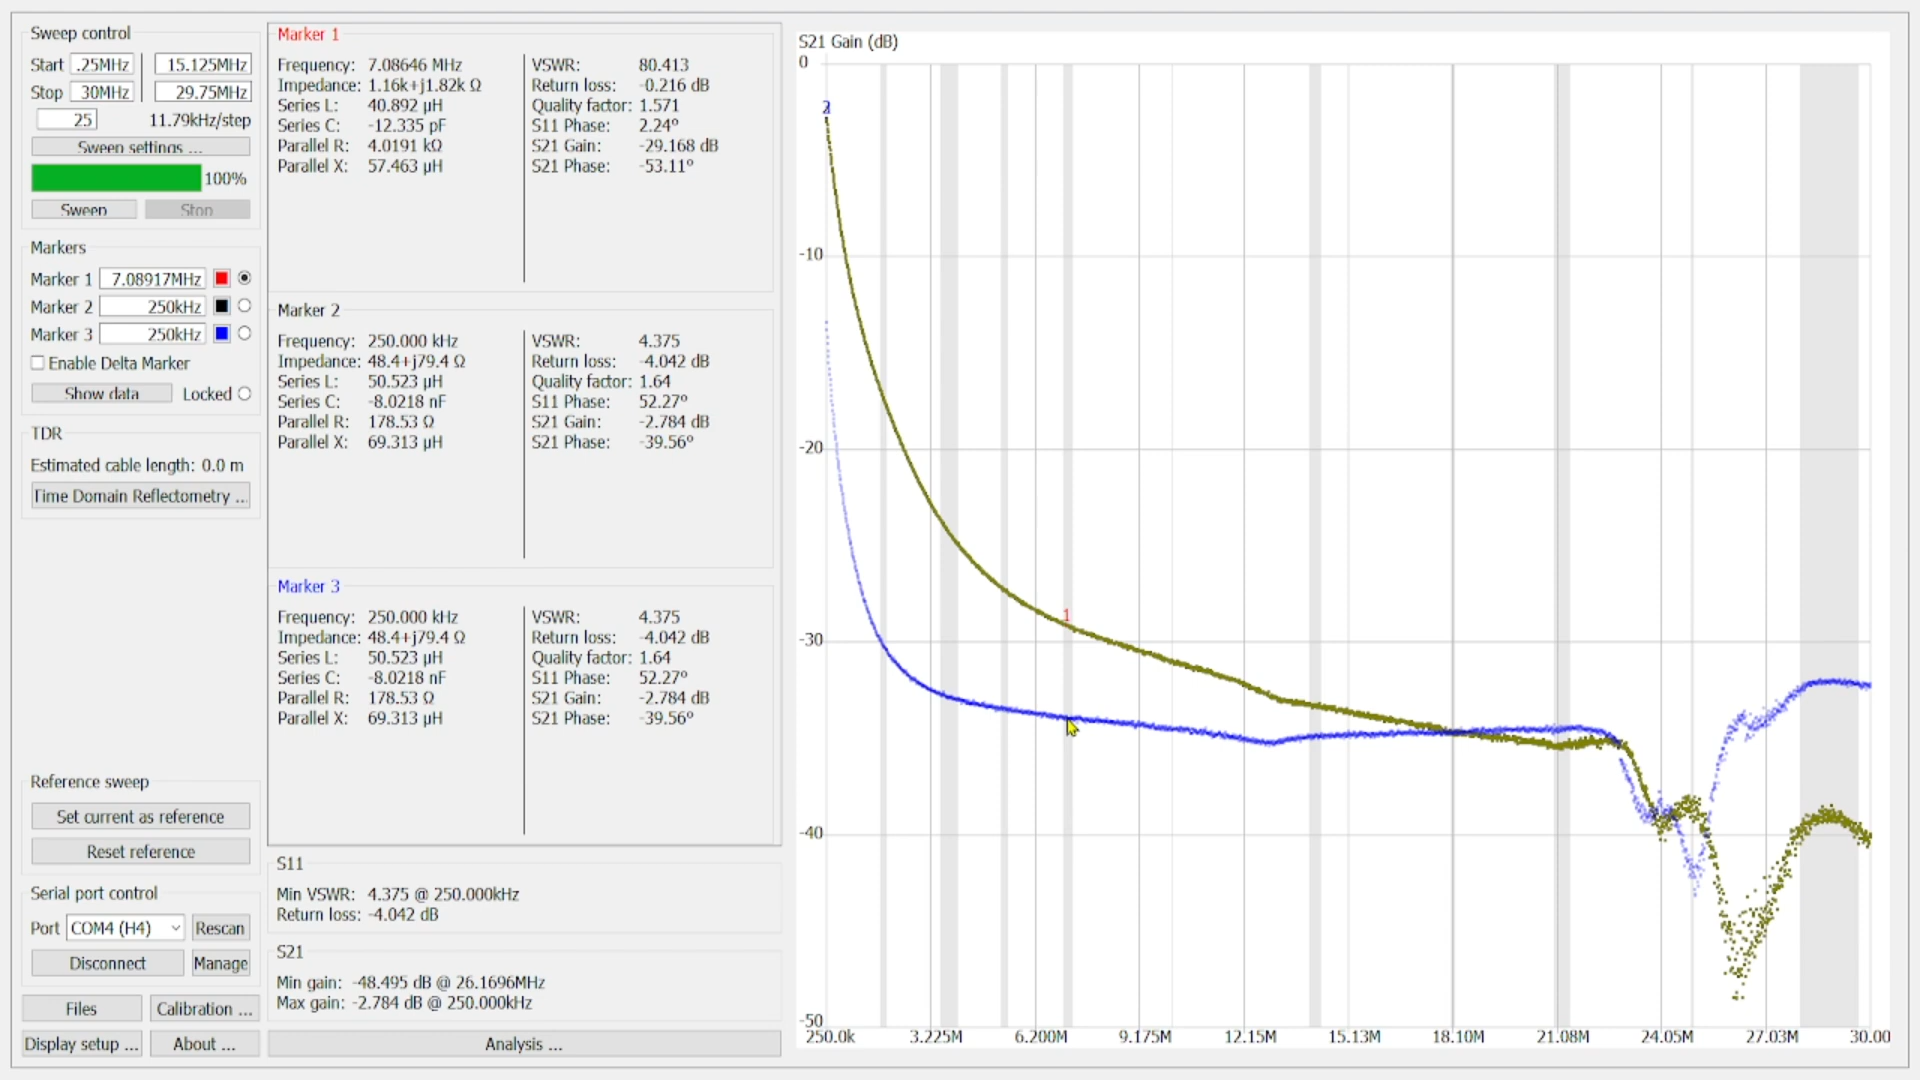 Sweep control
Start .25MHz 15.125MHz
Stop 30MHz 29.75MHz
25 11.79kHz/step
Sweep settings ...
100%
Sweep Stop
Markers
Marker 1 7.08917MHz
Marker 2 250kHz
Marker 3 250kHz
Enable Delta Marker
Show data Locked
TDR
Estimated cable length: 0.0 m
Time Domain Reflectometry ...
Reference sweep
Set current as reference
Reset reference
Serial port control
Port COM4 (H4) Rescan
Disconnect Manage
Files Calibration ...
Display setup ... About ...
Marker 1
Frequency: 7.08646 MHz VSWR: 80.413
Impedance: 1.16k+j1.82k Ω Return loss: -0.216 dB
Series L: 40.892 μH Quality factor: 1.571
Series C: -12.335 pF S11 Phase: 2.24°
Parallel R: 4.0191 kΩ S21 Gain: -29.168 dB
Parallel X: 57.463 μH S21 Phase: -53.11°
Marker 2
Frequency: 250.000 kHz VSWR: 4.375
Impedance: 48.4+j79.4 Ω Return loss: -4.042 dB
Series L: 50.523 μH Quality factor: 1.64
Series C: -8.0218 nF S11 Phase: 52.27°
Parallel R: 178.53 Ω S21 Gain: -2.784 dB
Parallel X: 69.313 μH S21 Phase: -39.56°
Marker 3
Frequency: 250.000 kHz VSWR: 4.375
Impedance: 48.4+j79.4 Ω Return loss: -4.042 dB
Series L: 50.523 μH Quality factor: 1.64
Series C: -8.0218 nF S11 Phase: 52.27°
Parallel R: 178.53 Ω S21 Gain: -2.784 dB
Parallel X: 69.313 μH S21 Phase: -39.56°
S11
Min VSWR: 4.375 @ 250.000kHz
Return loss: -4.042 dB
S21
Min gain: -48.495 dB @ 26.1696MHz
Max gain: -2.784 dB @ 250.000kHz
Analysis ...
S21 Gain (dB)
0
2
-10
-20
1
-30
-40
-50
250.0k 3.225M 6.200M 9.175M 12.15M 15.13M 18.10M 21.08M 24.05M 27.03M 30.00